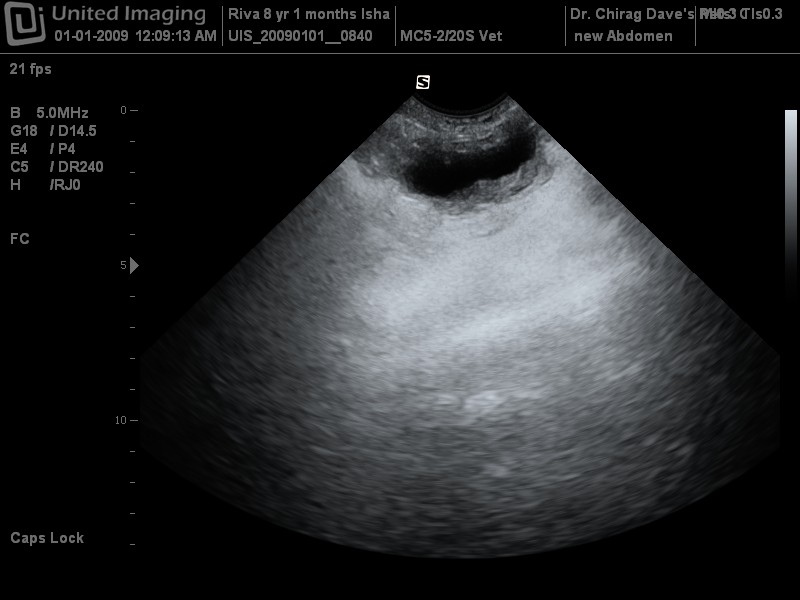 United Imaging
01-01-2009 12:09:13 AM
Riva 8 yr 1 months Isha
UIS_20090101__0840
MC5-2/20S Vet
Dr. Chirag Dave's
TIs0.3
new Abdomen
21 fps
S
B 5.0MHz
G18 / D14.5
E4 / P4
C5 / DR240
H /RJ0
FC
0
5
10
Caps Lock